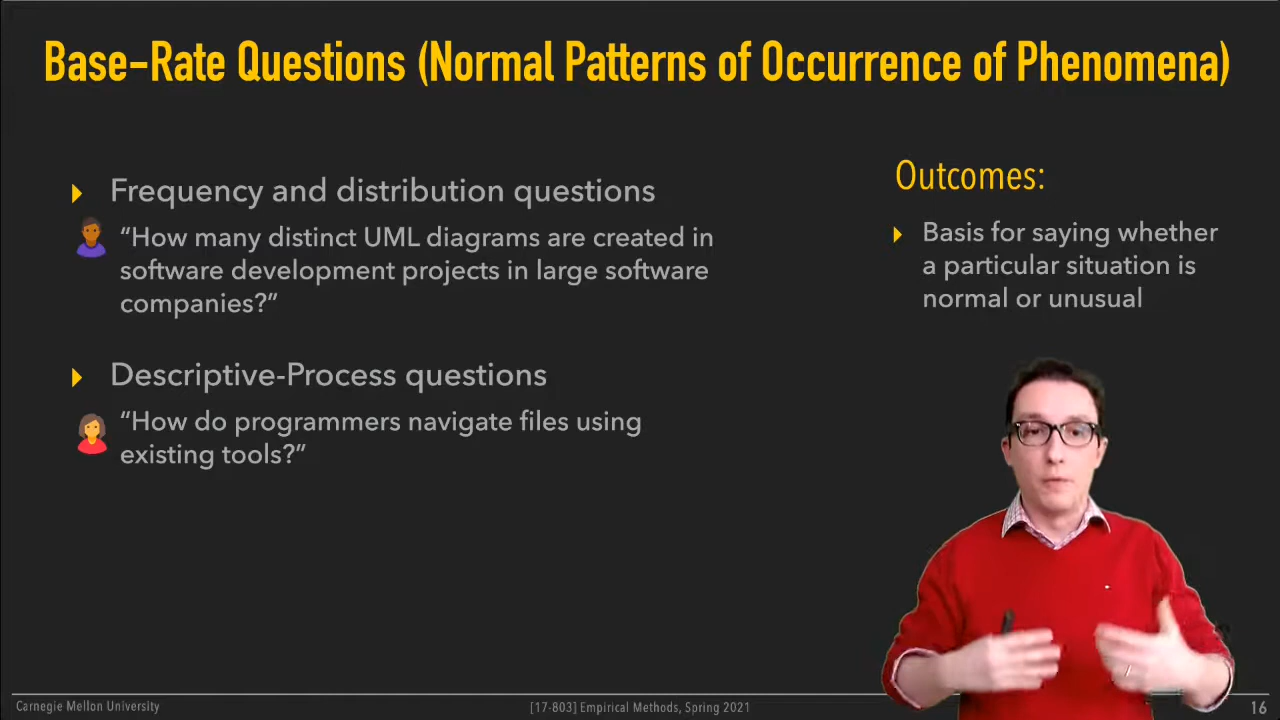 Base-Rate Questions (Normal Patterns of Occurrence of Phenomena)
Frequency and distribution questions
“How many distinct UML diagrams are created in
software development projects in large software
companies?”
Descriptive-Process questions
“How do programmers navigate files using
existing tools?”
Outcomes:
Basis for saying whether
a particular situation is
normal or unusual
Carnegie Mellon University
[17-803] Empirical Methods, Spring 2021
16